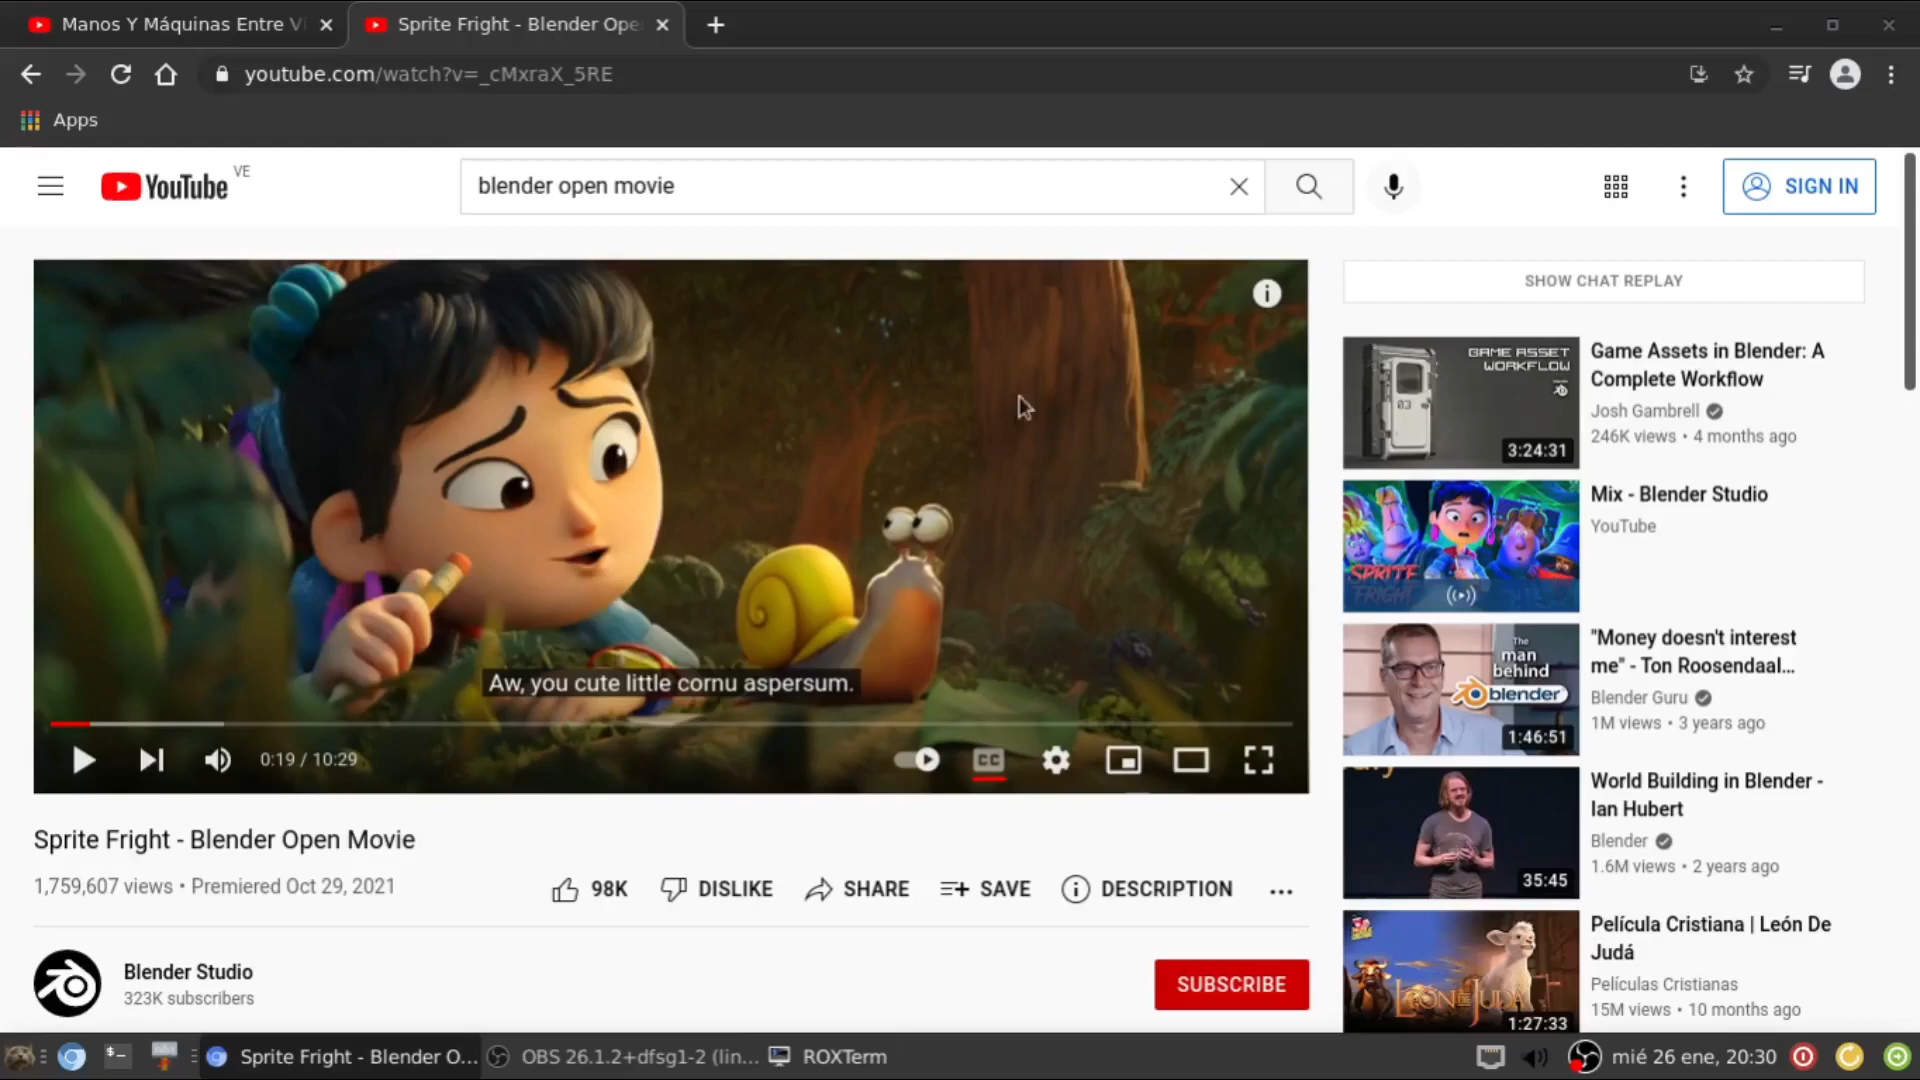 Manos Y Máquinas Entre Vi
Sprite Fright - Blender Ope
youtube.com/watch?v=_cMxraX_5RE
Apps
YouTube VE
blender open movie
SIGN IN
Aw, you cute little cornu aspersum.
0:19 / 10:29
CC
Sprite Fright - Blender Open Movie
1,759,607 views • Premiered Oct 29, 2021
98K
DISLIKE
SHARE
SAVE
DESCRIPTION
Blender Studio
323K subscribers
SUBSCRIBE
SHOW CHAT REPLAY
GAME ASSET
WORKFLOW
03
3:24:31
Game Assets in Blender: A
Complete Workflow
Josh Gambrell
246K views • 4 months ago
SPRITE
FRIGHT
Mix - Blender Studio
YouTube
The
man
behind
blender
1:46:51
"Money doesn't interest
me" - Ton Roosendaal...
Blender Guru
1M views • 3 years ago
35:45
World Building in Blender -
Ian Hubert
Blender
1.6M views • 2 years ago
LEÓN DE JUDÁ
1:27:33
Película Cristiana | León De
Judá
Películas Cristianas
15M views • 10 months ago
Sprite Fright - Blender O...
OBS 26.1.2+dfsg1-2 (lin...
ROXTerm
mié 26 ene, 20:30